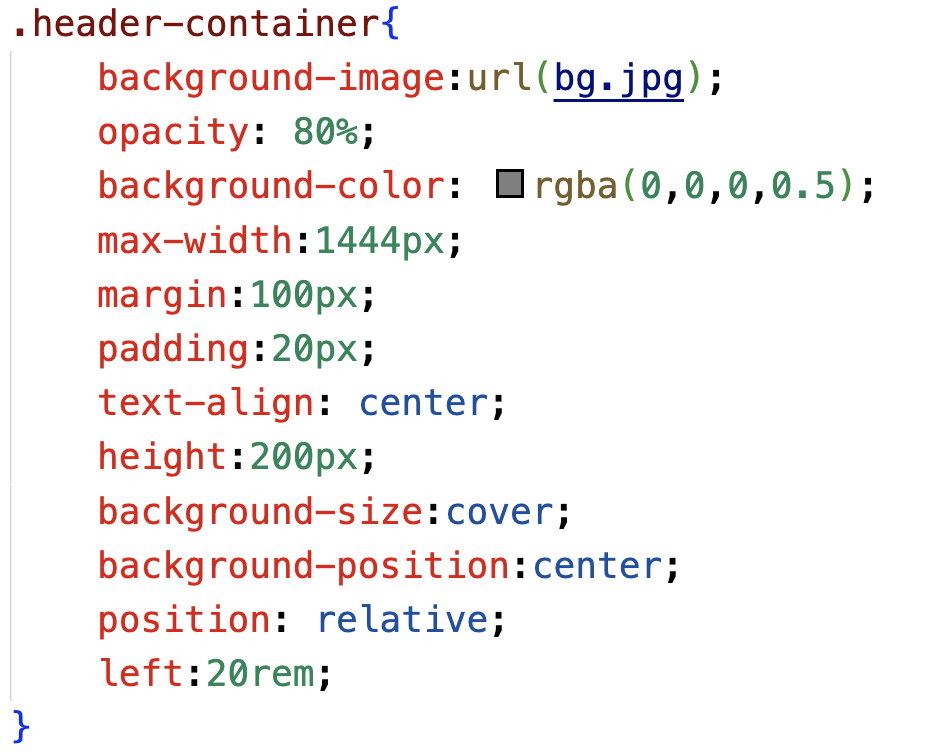 .header-container{
background-image:url(bg.jpg);
opacity: 80%;
background-color: rgba(0,0,0,0.5);
max-width:1444px;
margin:100px;
padding:20px;
text-align: center;
height:200px;
background-size:cover;
background-position:center;
position: relative;
left:20rem;
}